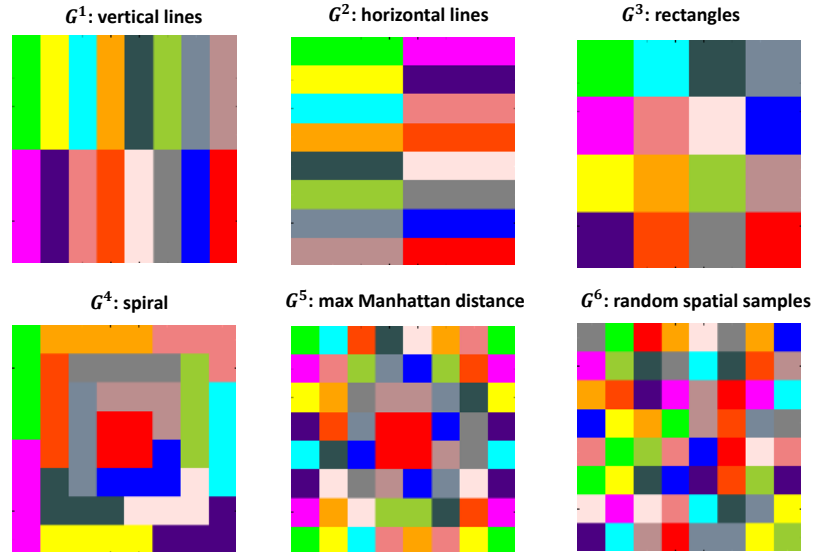 G¹: vertical lines
G²: horizontal lines
G³: rectangles
G⁴: spiral
G⁵: max Manhattan distance
G⁶: random spatial samples